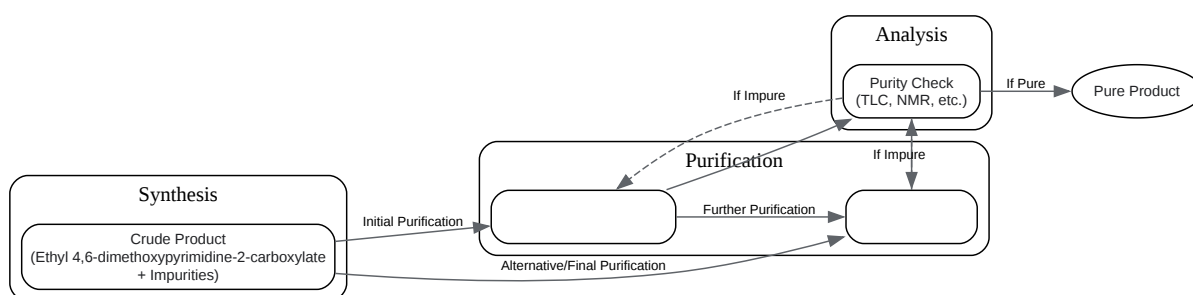 Analysis
Purity Check
(TLC, NMR, etc.)
If Pure
Pure Product
If Impure
If Impure
Purification
Synthesis
Initial Purification
Further Purification
Crude Product
(Ethyl 4,6-dimethoxypyrimidine-2-carboxylate
+ Impurities)
Alternative/Final Purification